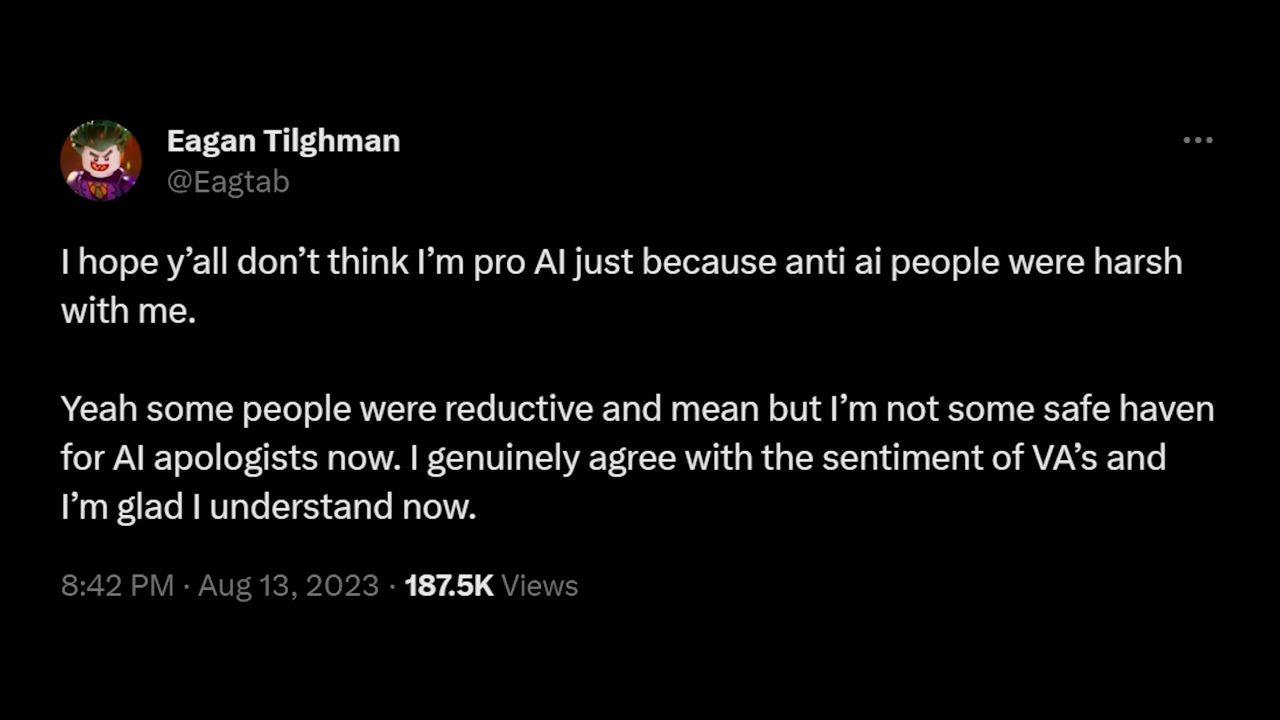 Eagan Tilghman
@Eagtab
I hope y’all don’t think I’m pro AI just because anti ai people were harsh
with me.
Yeah some people were reductive and mean but I’m not some safe haven
for AI apologists now. I genuinely agree with the sentiment of VA’s and
I’m glad I understand now.
8:42 PM · Aug 13, 2023 · 187.5K Views